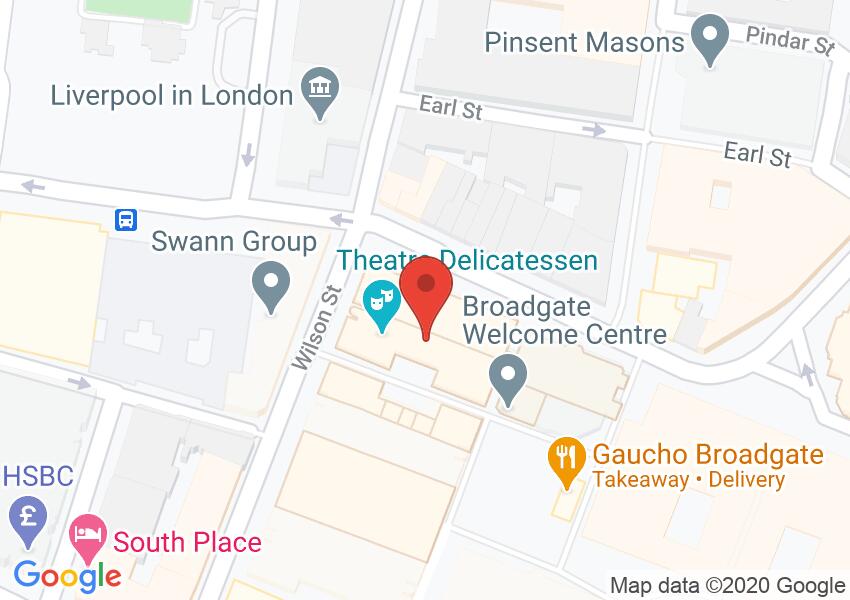 Pinsent Masons
Pindar St
Liverpool in London
Earl St
Earl St
Swann Group
Theatre Delicatessen
Wilson St
Broadgate
Welcome Centre
Gaucho Broadgate
Takeaway • Delivery
HSBC
£
South Place
Google
Map data ©2020 Google